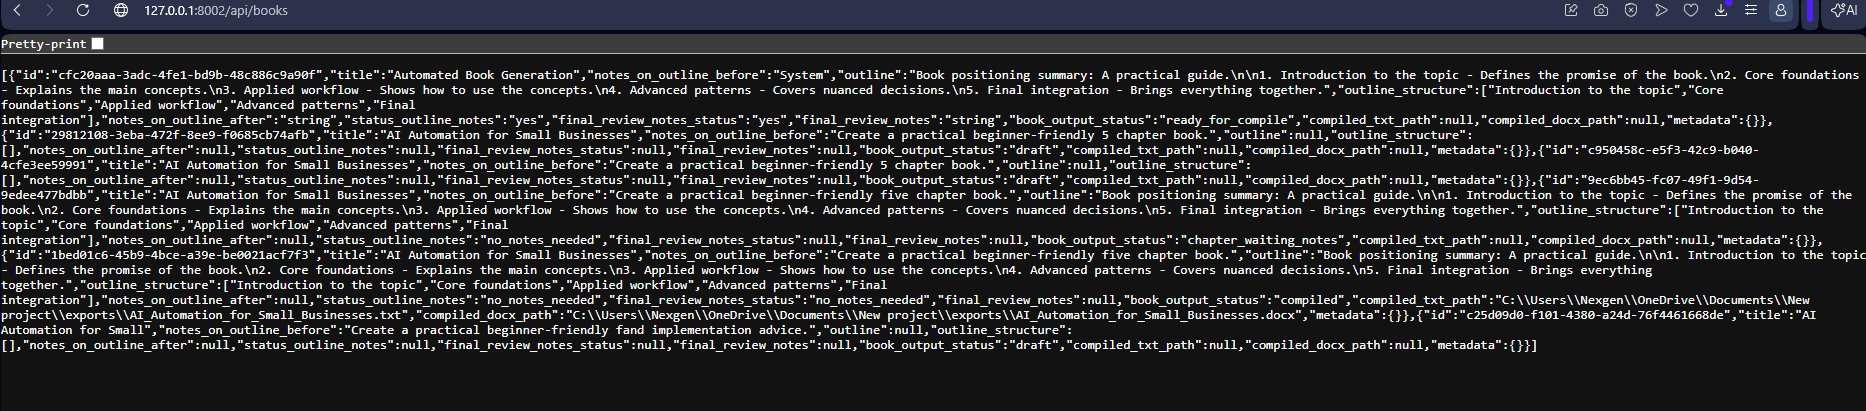 127.0.0.1:8002/api/books
AI
Pretty-print
[{"id":"cfc20aaa-3adc-4fe1-bd9b-48c886c9a90f","title":"Automated Book Generation","notes_on_outline_before":"System","outline":"Book positioning summary: A practical guide.\n\n1. Introduction to the topic - Defines the promise of the book.\n2. Core foundations
- Explains the main concepts.\n3. Applied workflow - Shows how to use the concepts.\n4. Advanced patterns - Covers nuanced decisions.\n5. Final integration - Brings everything together.","outline_structure":["Introduction to the topic","Core
foundations","Applied workflow","Advanced patterns","Final
integration"],"notes_on_outline_after":"string","status_outline_notes":"yes","final_review_notes_status":"yes","final_review_notes":"string","book_output_status":"ready_for_compile","compiled_txt_path":null,"compiled_docx_path":null,"metadata":{}},
{"id":"29812108-3eba-472f-8ee9-f0685cb74afb","title":"AI Automation for Small Businesses","notes_on_outline_before":"Create a practical beginner-friendly 5 chapter book.","outline":null,"outline_structure":
[],"notes_on_outline_after":null,"status_outline_notes":null,"final_review_notes_status":null,"final_review_notes":null,"book_output_status":"draft","compiled_txt_path":null,"compiled_docx_path":null,"metadata":{}},{"id":"c950458c-e5f3-42c9-b040-
4cfe3ee59991","title":"AI Automation for Small Businesses","notes_on_outline_before":"Create a practical beginner-friendly 5 chapter book.","outline":null,"outline_structure":
[],"notes_on_outline_after":null,"status_outline_notes":null,"final_review_notes_status":null,"final_review_notes":null,"book_output_status":"draft","compiled_txt_path":null,"compiled_docx_path":null,"metadata":{}},{"id":"9ec6bb45-fc07-49f1-9d54-
9edee477bdbb","title":"AI Automation for Small Businesses","notes_on_outline_before":"Create a practical beginner-friendly five chapter book.","outline":"Book positioning summary: A practical guide.\n\n1. Introduction to the topic - Defines the promise of the
book.\n2. Core foundations - Explains the main concepts.\n3. Applied workflow - Shows how to use the concepts.\n4. Advanced patterns - Covers nuanced decisions.\n5. Final integration - Brings everything together.","outline_structure":["Introduction to the
topic","Core foundations","Applied workflow","Advanced patterns","Final
integration"],"notes_on_outline_after":null,"status_outline_notes":"no_notes_needed","final_review_notes_status":null,"final_review_notes":null,"book_output_status":"chapter_waiting_notes","compiled_txt_path":null,"compiled_docx_path":null,"metadata":{}},
{"id":"1bed01c6-45b9-4bce-a39e-be0021acf7f3","title":"AI Automation for Small Businesses","notes_on_outline_before":"Create a practical beginner-friendly five chapter book.","outline":"Book positioning summary: A practical guide.\n\n1. Introduction to the topic
- Defines the promise of the book.\n2. Core foundations - Explains the main concepts.\n3. Applied workflow - Shows how to use the concepts.\n4. Advanced patterns - Covers nuanced decisions.\n5. Final integration - Brings everything
together.","outline_structure":["Introduction to the topic","Core foundations","Applied workflow","Advanced patterns","Final
integration"],"notes_on_outline_after":null,"status_outline_notes":"no_notes_needed","final_review_notes_status":"no_notes_needed","final_review_notes":null,"book_output_status":"compiled","compiled_txt_path":"C:\\Users\\Nexgen\\OneDrive\\Documents\\New
project\\exports\\AI_Automation_for_Small_Businesses.txt","compiled_docx_path":"C:\\Users\\Nexgen\\OneDrive\\Documents\\New project\\exports\\AI_Automation_for_Small_Businesses.docx","metadata":{}},{"id":"c25d09d0-f101-4380-a24d-76f4461668de","title":"AI
Automation for Small","notes_on_outline_before":"Create a practical beginner-friendly fand implementation advice.","outline":null,"outline_structure":
[],"notes_on_outline_after":null,"status_outline_notes":null,"final_review_notes_status":null,"final_review_notes":null,"book_output_status":"draft","compiled_txt_path":null,"compiled_docx_path":null,"metadata":{}}]